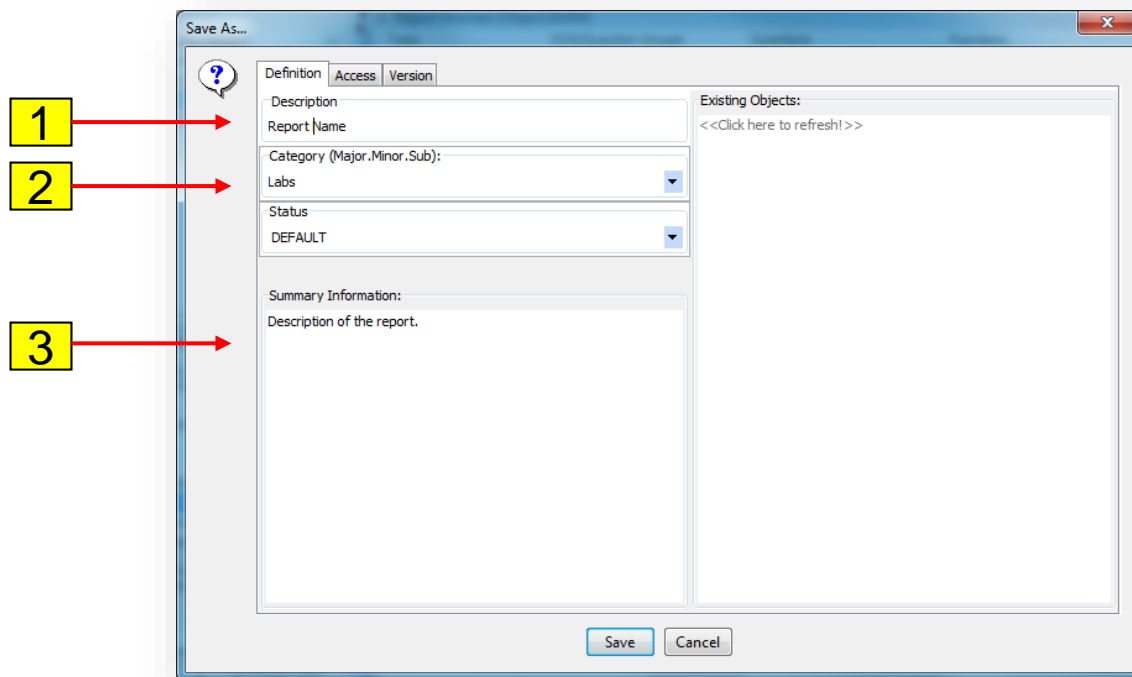 Save As...
Definition Access Version
1
Description
Report Name
2
Category (Major.Minor.Sub):
Labs
Status
DEFAULT
3
Summary Information:
Description of the report.
Existing Objects:
<<Click here to refresh!>>
Save Cancel